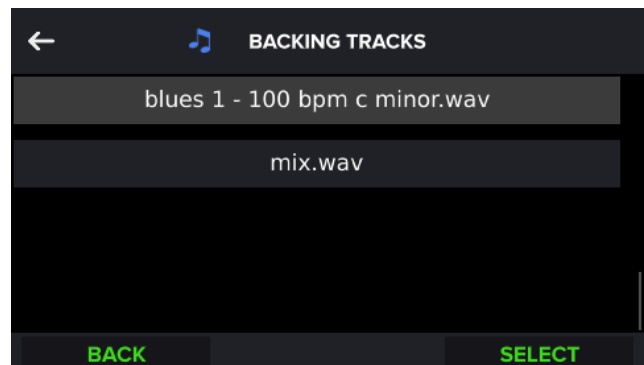 BACKING TRACKS
blues 1 - 100 bpm c minor.wav
mix.wav
BACK
SELECT